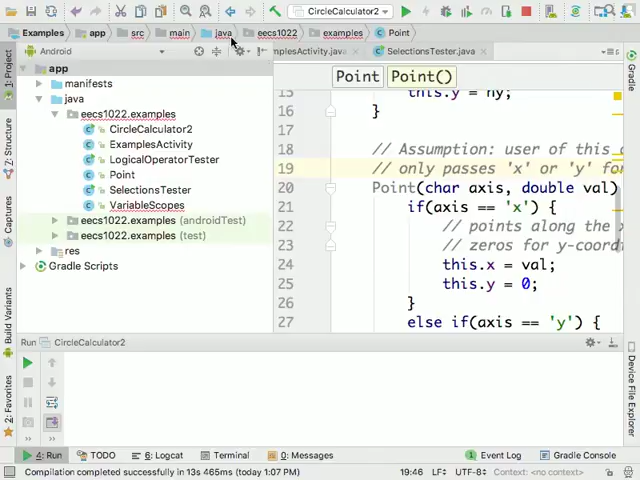 CircleCalculator2
Examples app src main java eecs1022 examples Point
Android
mplesActivity.java SelectionsTester.java
1: Project
Gradle
app
Point Point()
manifests
java
this.y = ny;
eecs1022.examples
16 }
CircleCalculator2
17
ExamplesActivity
18 // Assumption: user of this
LogicalOperatorTester
19 // only passes 'x' or 'y' fo
Point
20 Point(char axis, double val)
SelectionsTester
21 if(axis == 'x') {
VariableScopes
22 // points along the
eecs1022.examples (androidTest)
23 // zeros for y-coord
eecs1022.examples (test)
24 this.x = val;
res
25 this.y = 0;
Gradle Scripts
26 }
27 else if(axis == 'y') {
7: Structure
Captures
Build Variants
2: Favorites
Device File Explorer
Run CircleCalculator2
4: Run TODO 6: Logcat Terminal 0: Messages Event Log Gradle Console
Compilation completed successfully in 13s 465ms (today 1:07 PM) 19:46 LF÷ UTF-8÷ Context: <no context>